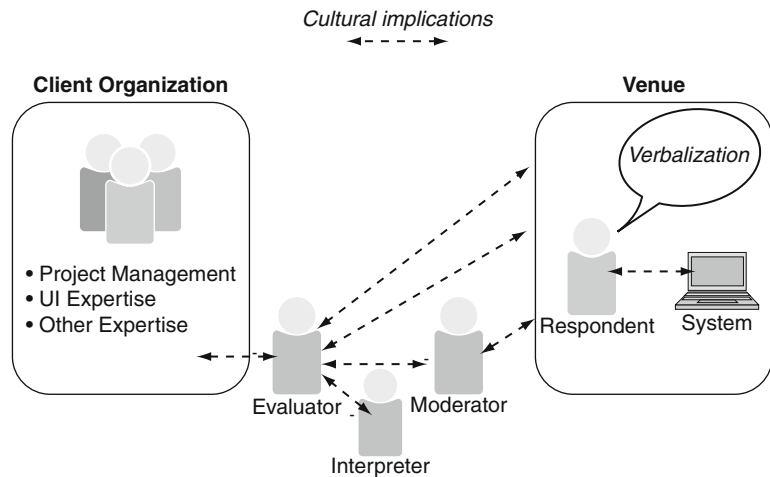 Cultural implications
Client Organization
Venue
Verbalization
• Project Management
• UI Expertise
• Other Expertise
Respondent
System
Evaluator
Moderator
Interpreter